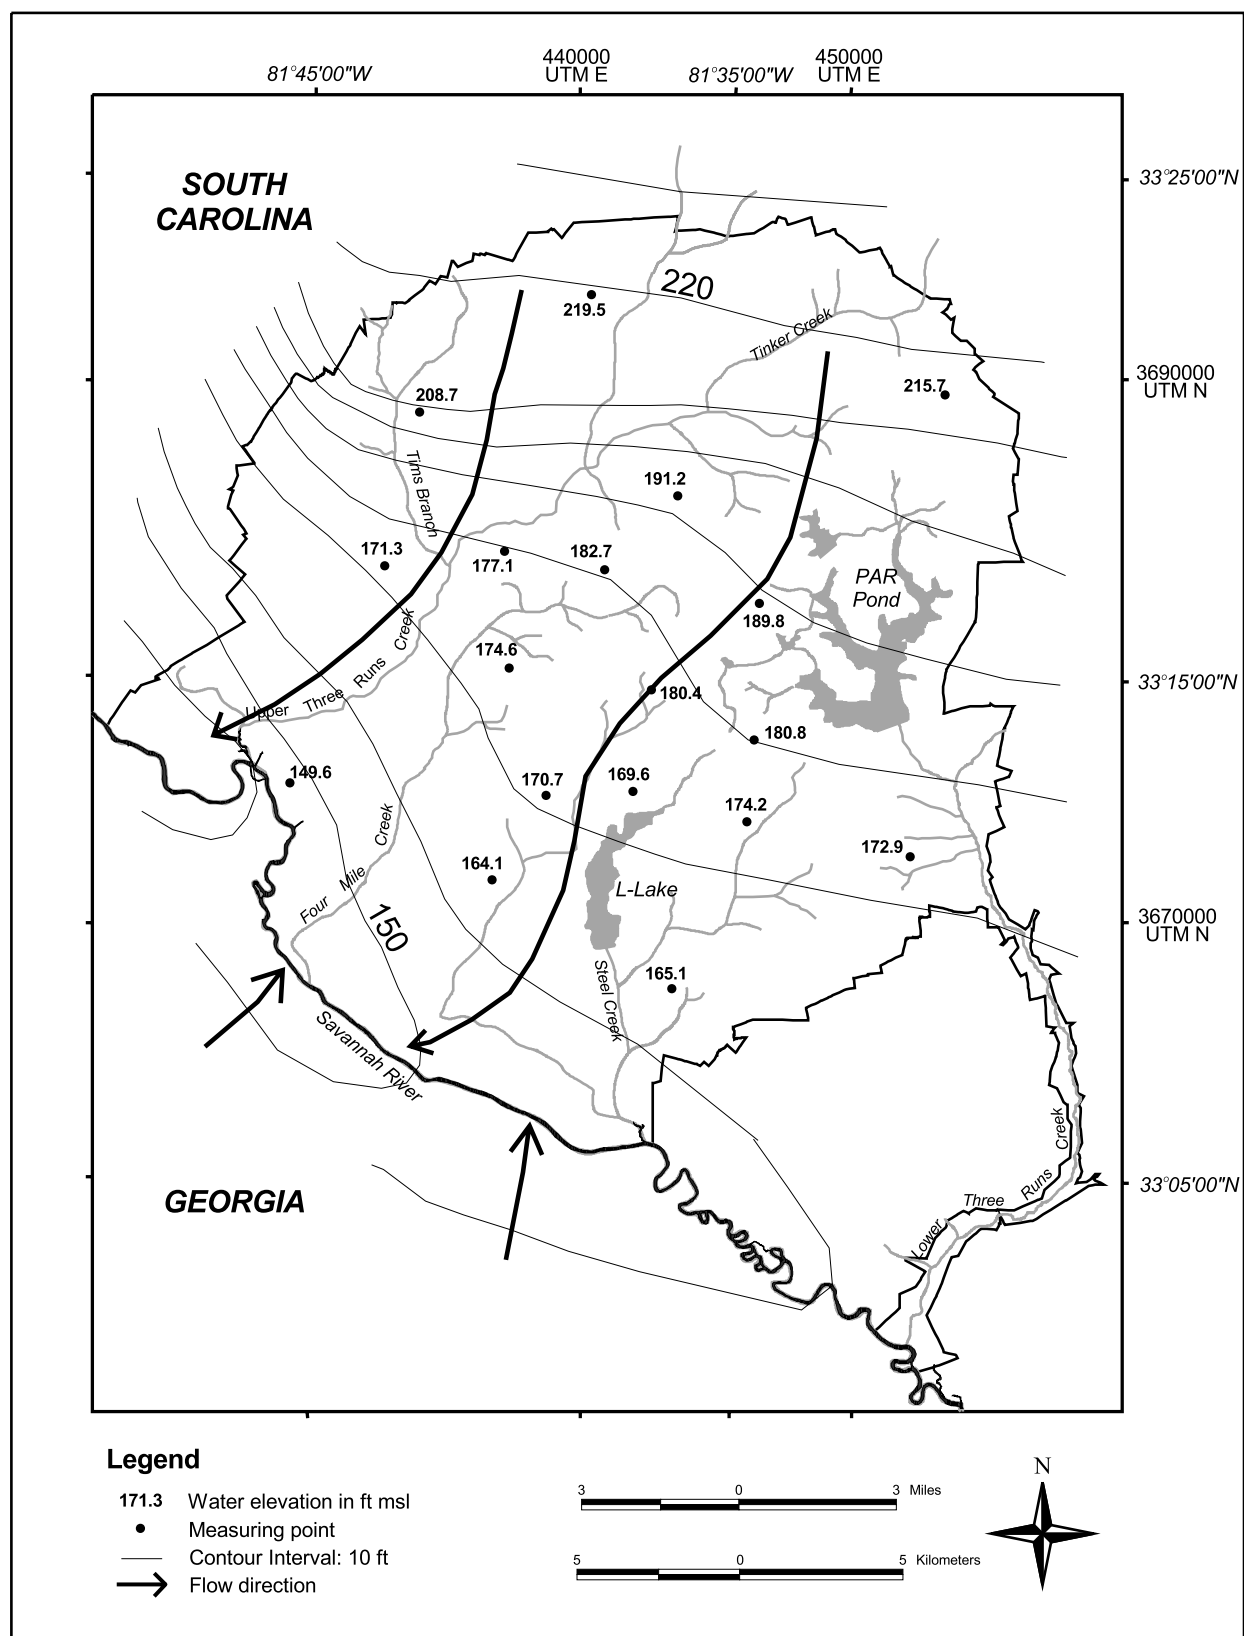 440000
UTM E
450000
UTM E
81°45'00"W
81°35'00"W
SOUTH
CAROLINA
33°25'00"N
220
219.5
Tinker Creek
3690000
UTM N
215.7
208.7
Tims Branch
191.2
171.3
177.1
182.7
PAR
Pond
189.8
174.6
Upper Three Runs Creek
180.4
33°15'00"N
180.8
149.6
170.7
169.6
174.2
172.9
164.1
Four Mile Creek
L-Lake
150
3670000
UTM N
165.1
Steel Creek
Savannah River
Lower Three Runs Creek
GEORGIA
33°05'00"N
Legend
171.3 Water elevation in ft msl
Measuring point
Contour Interval: 10 ft
Flow direction
3 0 3 Miles
5 0 5 Kilometers
N